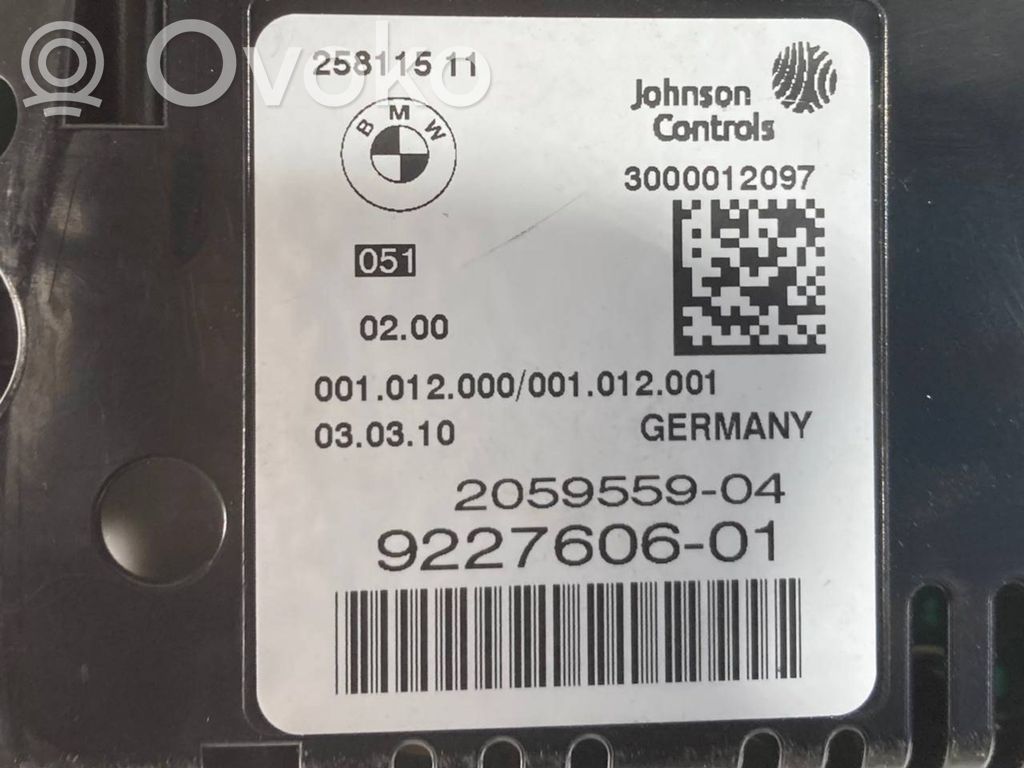 Ovoko
258115 11
BMW
Johnson
Controls
3000012097
051
02.00
001.012.000/001.012.001
03.03.10 GERMANY
2059559-04
9227606-01
Ovoko